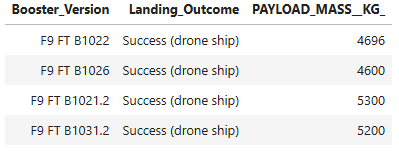 Booster_Version Landing_Outcome PAYLOAD_MASS__KG_
F9 FT B1022 Success (drone ship) 4696
F9 FT B1026 Success (drone ship) 4600
F9 FT B1021.2 Success (drone ship) 5300
F9 FT B1031.2 Success (drone ship) 5200